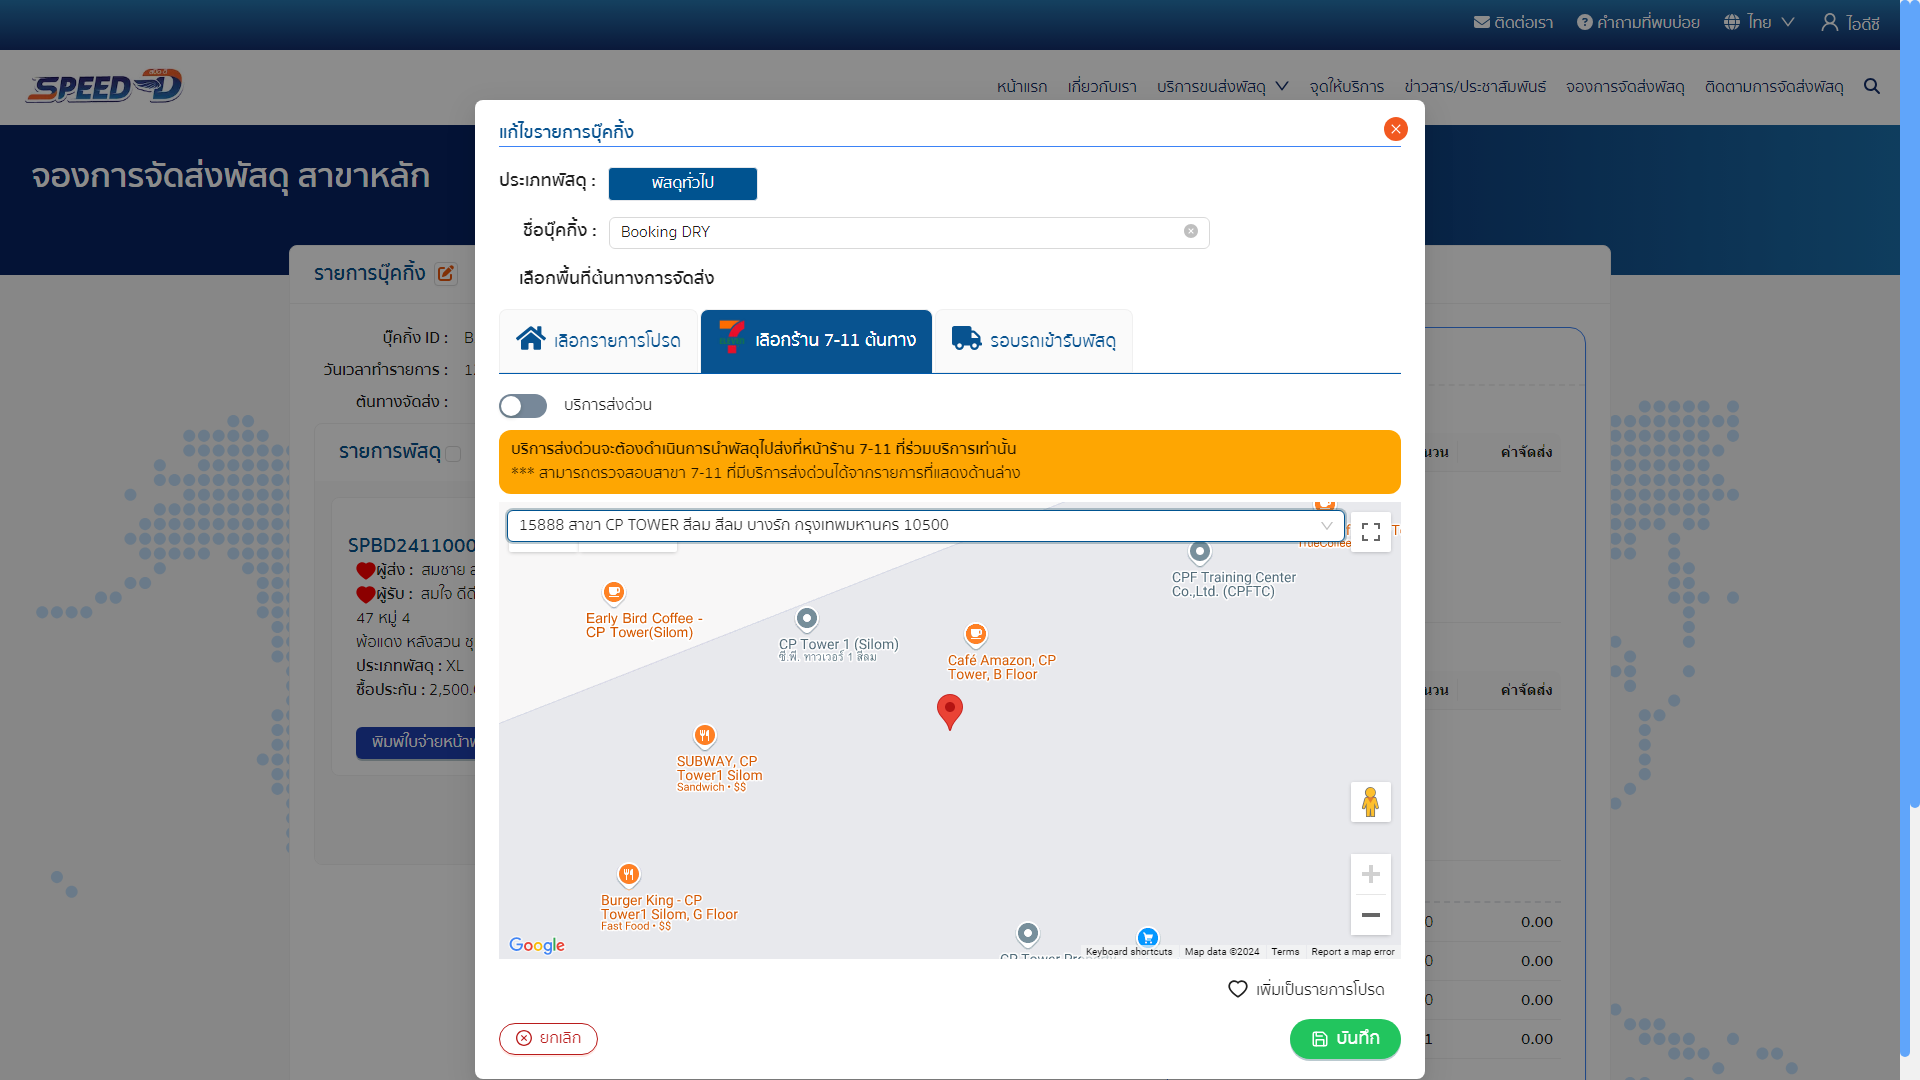 ติดต่อเรา
คำถามที่พบบ่อย
ไทย
ไอดีซี
SPEED-D
หน้าแรก
เกี่ยวกับเรา
บริการขนส่งพัสดุ
จุดให้บริการ
ข่าวสาร/ประชาสัมพันธ์
จองการจัดส่งพัสดุ
ติดตามการจัดส่งพัสดุ
จองการจัดส่งพัสดุ สาขาหลัก
รายการบุ๊คกิ้ง
บุ๊คกิ้ง ID : B
วันเวลาทำรายการ : 1
ต้นทางจัดส่ง :
รายการพัสดุ
SPBD2411000
ผู้ส่ง : สมชาย
ผู้รับ : สมใจ ดีดี
47 หมู่ 4
พ้อแดง หลังสวน ชุ
ประเภทพัสดุ : XL
ซื้อประกัน : 2,500.
พิมพ์ใบจ่ายหน้า
แก้ไขรายการบุ๊คกิ้ง
ประเภทพัสดุ : พัสดุทั่วไป
ชื่อบุ๊คกิ้ง : Booking DRY
เลือกพื้นที่ต้นทางการจัดส่ง
เลือกรายการโปรด
เลือกร้าน 7-11 ต้นทาง
รอบรถเข้ารับพัสดุ
บริการส่งด่วน
บริการส่งด่วนจะต้องดำเนินการนำพัสดุไปส่งที่หน้าร้าน 7-11 ที่ร่วมบริการเท่านั้น
*** สามารถตรวจสอบสาขา 7-11 ที่มีบริการส่งด่วนได้จากรายการที่แสดงด้านล่าง
15888 สาขา CP TOWER สีลม สีลม บางรัก กรุงเทพมหานคร 10500
TrueCoffee
CPF Training Center
Co.,Ltd. (CPFTC)
Early Bird Coffee -
CP Tower(Silom)
CP Tower 1 (Silom)
ซี.พี. ทาวเวอร์ 1 สีลม
Café Amazon, CP
Tower, B Floor
SUBWAY, CP
Tower1 Silom
Sandwich • $$
Burger King - CP
Tower1 Silom, G Floor
Fast Food • $$
Google
Keyboard shortcuts
Map data ©2024
Terms
Report a map error
เพิ่มเป็นรายการโปรด
ยกเลิก
บันทึก
นวน
ค่าจัดส่ง
นวน
ค่าจัดส่ง
0 0.00
0 0.00
0 0.00
1 0.00